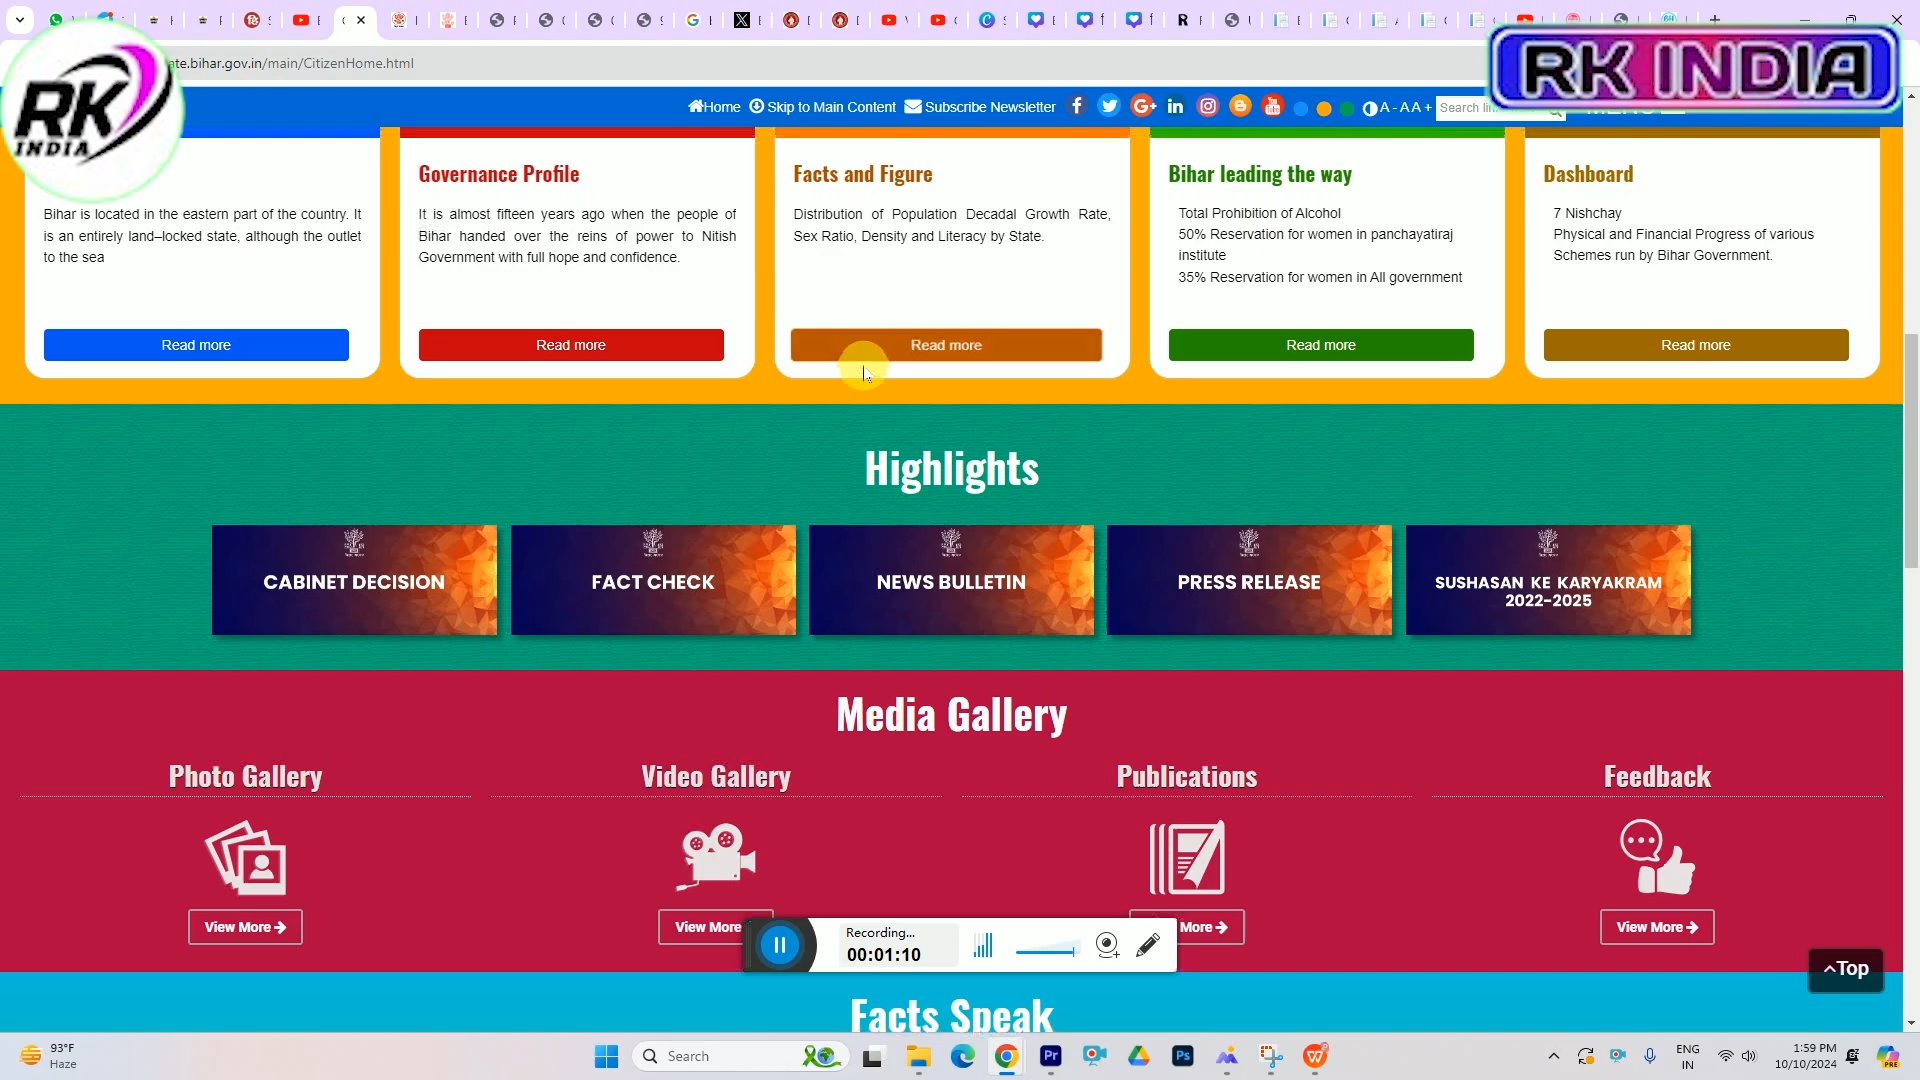 RK INDIA
ate.bihar.gov.in/main/CitizenHome.html
RK
INDIA
Home Skip to Main Content Subscribe Newsletter A - A A + Search
Governance Profile
Facts and Figure
Bihar leading the way
Dashboard
Bihar is located in the eastern part of the country. It
is an entirely land–locked state, although the outlet
to the sea
It is almost fifteen years ago when the people of
Bihar handed over the reins of power to Nitish
Government with full hope and confidence.
Distribution of Population Decadal Growth Rate,
Sex Ratio, Density and Literacy by State.
Total Prohibition of Alcohol
50% Reservation for women in panchayatiraj
institute
35% Reservation for women in All government
7 Nishchay
Physical and Financial Progress of various
Schemes run by Bihar Government.
Read more
Read more
Read more
Read more
Read more
Highlights
CABINET DECISION
FACT CHECK
NEWS BULLETIN
PRESS RELEASE
SUSHASAN KE KARYAKRAM
2022-2025
Media Gallery
Photo Gallery
Video Gallery
Publications
Feedback
View More
View More
More
View More
Recording...
00:01:10
Top
Facts Speak
93°F
Haze
Search
ENG
IN
1:59 PM
10/10/2024